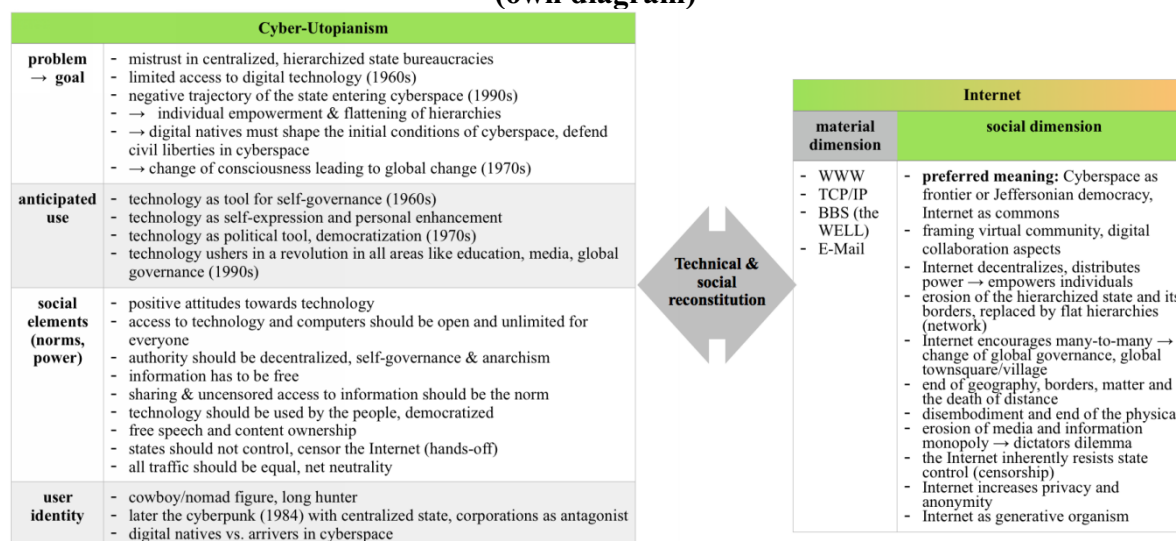 (own diagram)
Cyber-Utopianism
problem
→ goal
- mistrust in centralized, hierarchized state bureaucracies
- limited access to digital technology (1960s)
- negative trajectory of the state entering cyberspace (1990s)
- → individual empowerment & flattening of hierarchies
- → digital natives must shape the initial conditions of cyberspace, defend
civil liberties in cyberspace
- → change of consciousness leading to global change (1970s)
anticipated
use
- technology as tool for self-governance (1960s)
- technology as self-expression and personal enhancement
- technology as political tool, democratization (1970s)
- technology ushers in a revolution in all areas like education, media, global
governance (1990s)
social
elements
(norms,
power)
- positive attitudes towards technology
- access to technology and computers should be open and unlimited for
everyone
- authority should be decentralized, self-governance & anarchism
- information has to be free
- sharing & uncensored access to information should be the norm
- technology should be used by the people, democratized
- free speech and content ownership
- states should not control, censor the Internet (hands-off)
- all traffic should be equal, net neutrality
user
identity
- cowboy/nomad figure, long hunter
- later the cyberpunk (1984) with centralized state, corporations as antagonist
- digital natives vs. arrivers in cyberspace
Technical &
social
reconstitution
Internet
material
dimension
social dimension
- WWW
- TCP/IP
- BBS (the
WELL)
- E-Mail
- preferred meaning: Cyberspace as
frontier or Jeffersonian democracy,
Internet as commons
- framing virtual community, digital
collaboration aspects
- Internet decentralizes, distributes
power → empowers individuals
- erosion of the hierarchized state and its
borders, replaced by flat hierarchies
(network)
- Internet encourages many-to-many →
change of global governance, global
townsquare/village
- end of geography, borders, matter and
the death of distance
- disembodiment and end of the physical
- erosion of media and information
monopoly → dictators dilemma
- the Internet inherently resists state
control (censorship)
- Internet increases privacy and
anonymity
- Internet as generative organism